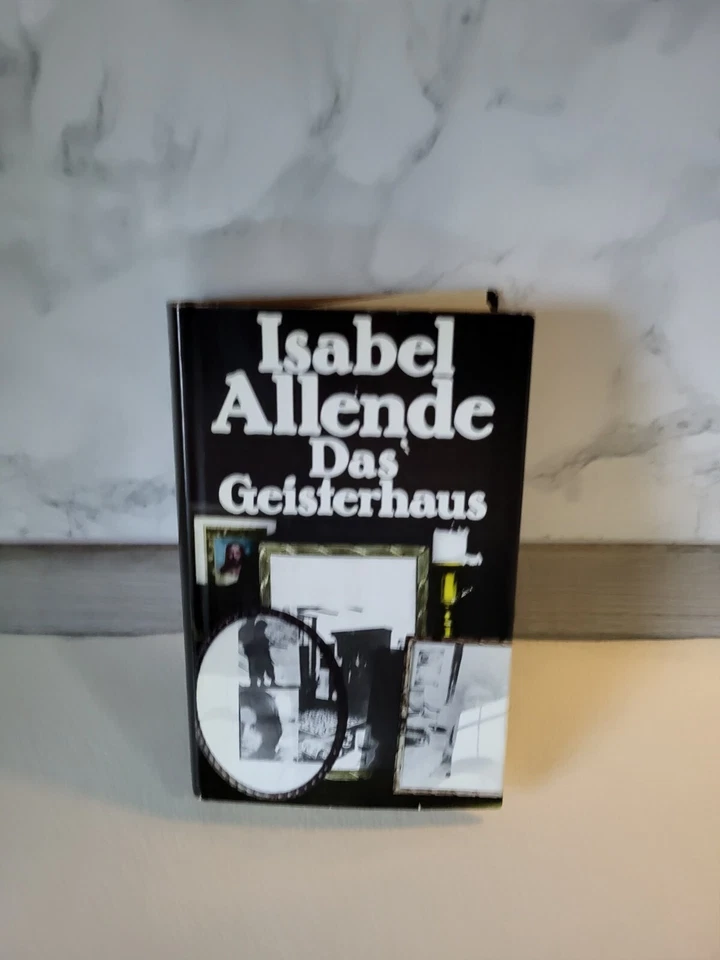 Isabel
Allende
Das
Geisterhaus